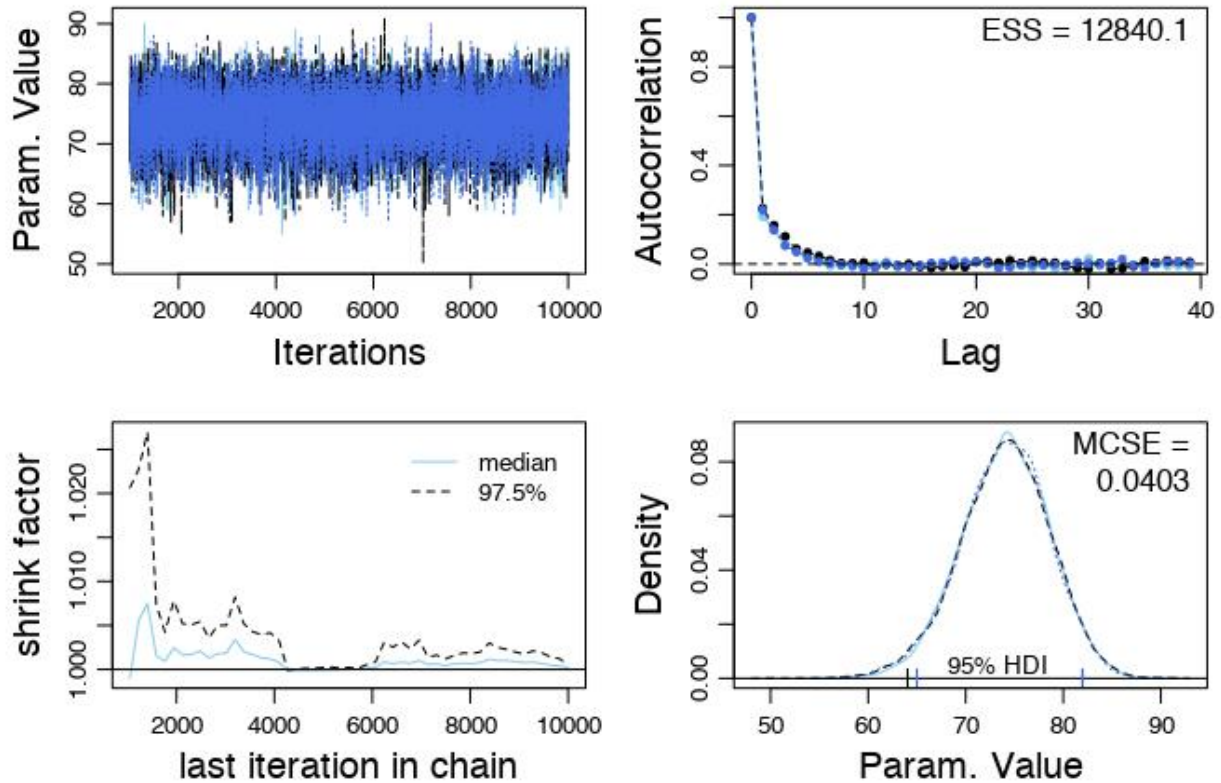 Param. Value
50 60 70 80 90
2000 4000 6000 8000 10000
Iterations
Autocorrelation
0.0 0.4 0.8
ESS = 12840.1
0 10 20 30 40
Lag
shrink factor
1.000 1.010 1.020
median
97.5%
2000 4000 6000 8000 10000
last iteration in chain
Density
0.00 0.04 0.08
MCSE =
0.0403
95% HDI
50 60 70 80 90
Param. Value